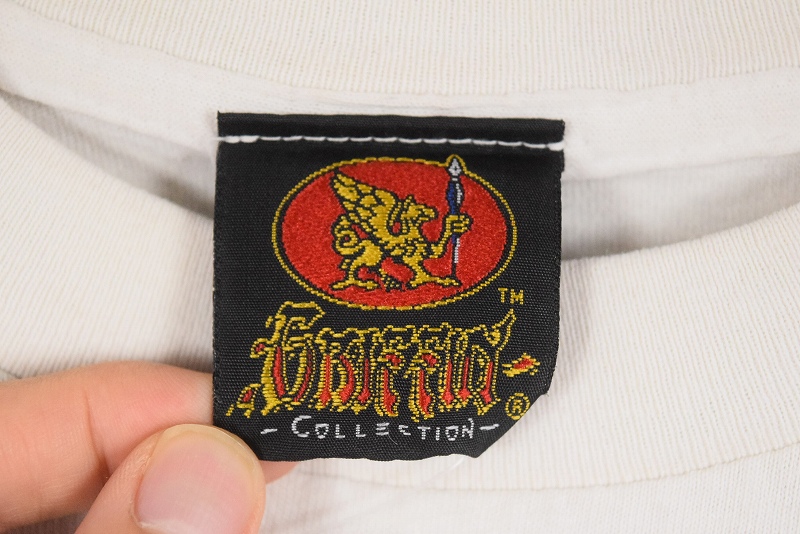 TM
Griffin ®
- COLLECTION -